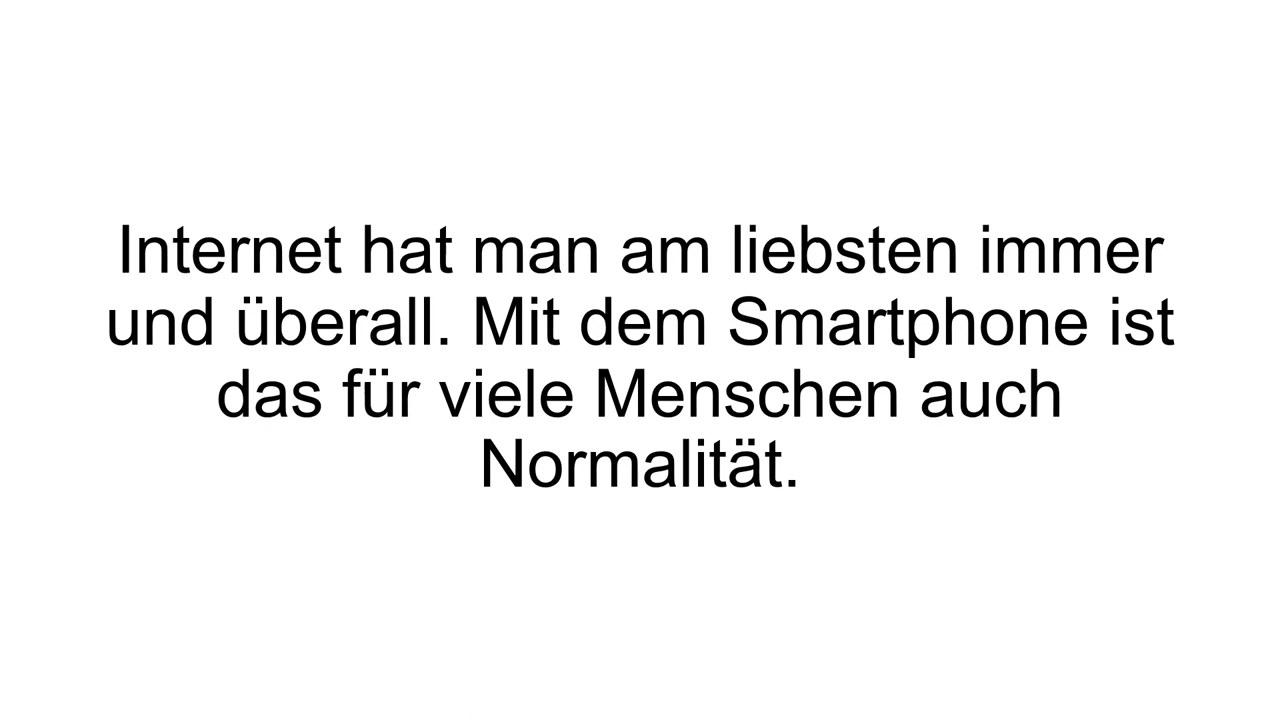 Internet hat man am liebsten immer
und überall. Mit dem Smartphone ist
das für viele Menschen auch
Normalität.